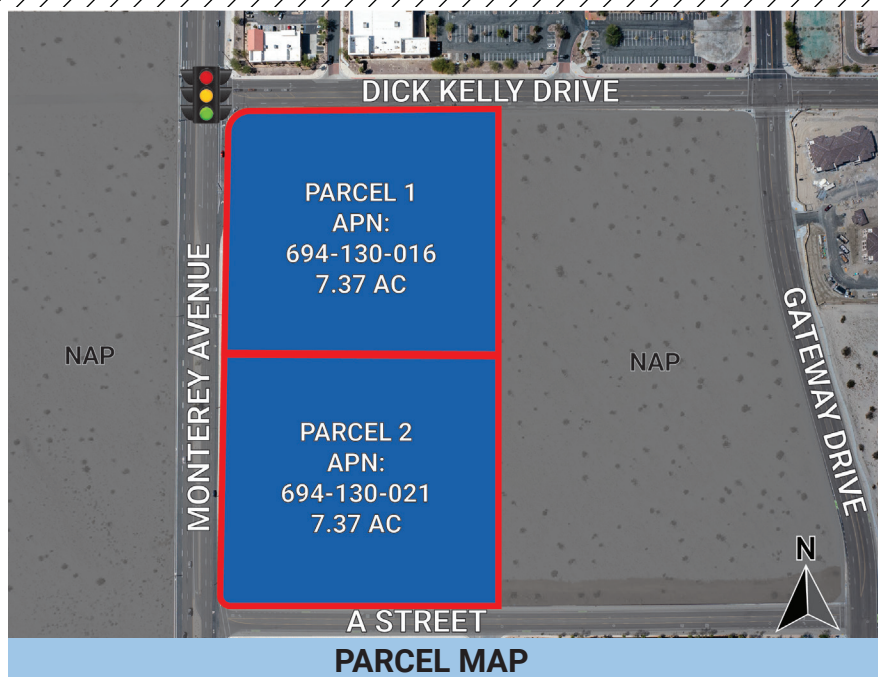 DICK KELLY DRIVE
PARCEL 1
APN:
694-130-016
7.37 AC
MONTEREY AVENUE
NAP
NAP
GATEWAY DRIVE
PARCEL 2
APN:
694-130-021
7.37 AC
N
A STREET
PARCEL MAP